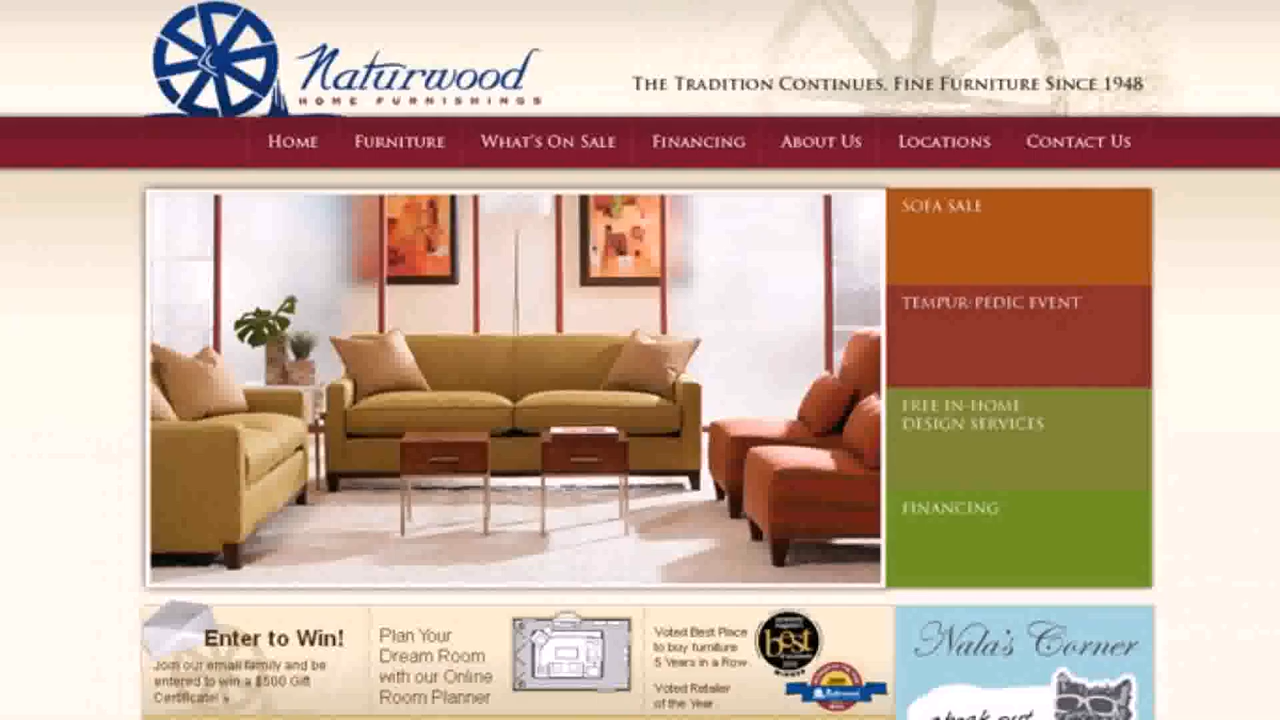 Naturwood
HOME FURNISHINGS
THE TRADITION CONTINUES, FINE FURNITURE SINCE 1948
HOME FURNITURE WHAT'S ON SALE FINANCING ABOUT US LOCATIONS CONTACT US
SOFA SALE
TEMPUR-PEDIC EVENT
FREE IN-HOME
DESIGN SERVICES
FINANCING
Enter to Win!
Join our email family and be
entered to win a $500 Gift
Certificate! »
Plan Your
Dream Room
with our Online
Room Planner
Voted Best Place
to buy furniture
5 Years in a Row
Voted Retailer
of the Year
best
Naturwood
Nala's Corner
check out